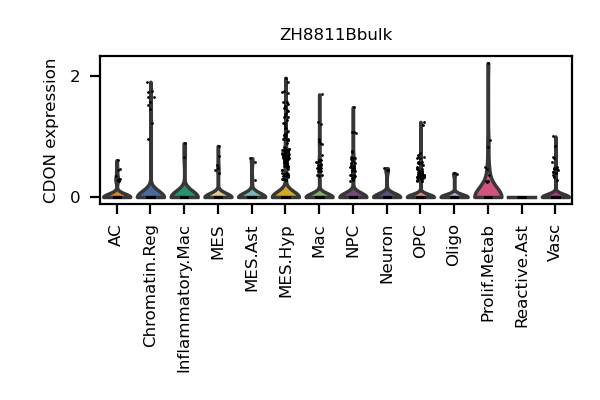 ZH8811Bbulk
CDON expression
2
0
AC
Chromatin.Reg
Inflammatory.Mac
MES
MES.Ast
MES.Hyp
Mac
NPC
Neuron
OPC
Oligo
Prolif.Metab
Reactive.Ast
Vasc